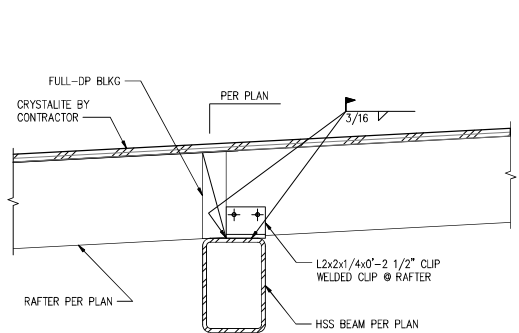 FULL-DP BLKG
CRYSTALITE BY
CONTRACTOR
PER PLAN
3/16
L2x2x1/4x0'-2 1/2" CLIP
WELDED CLIP @ RAFTER
RAFTER PER PLAN
HSS BEAM PER PLAN